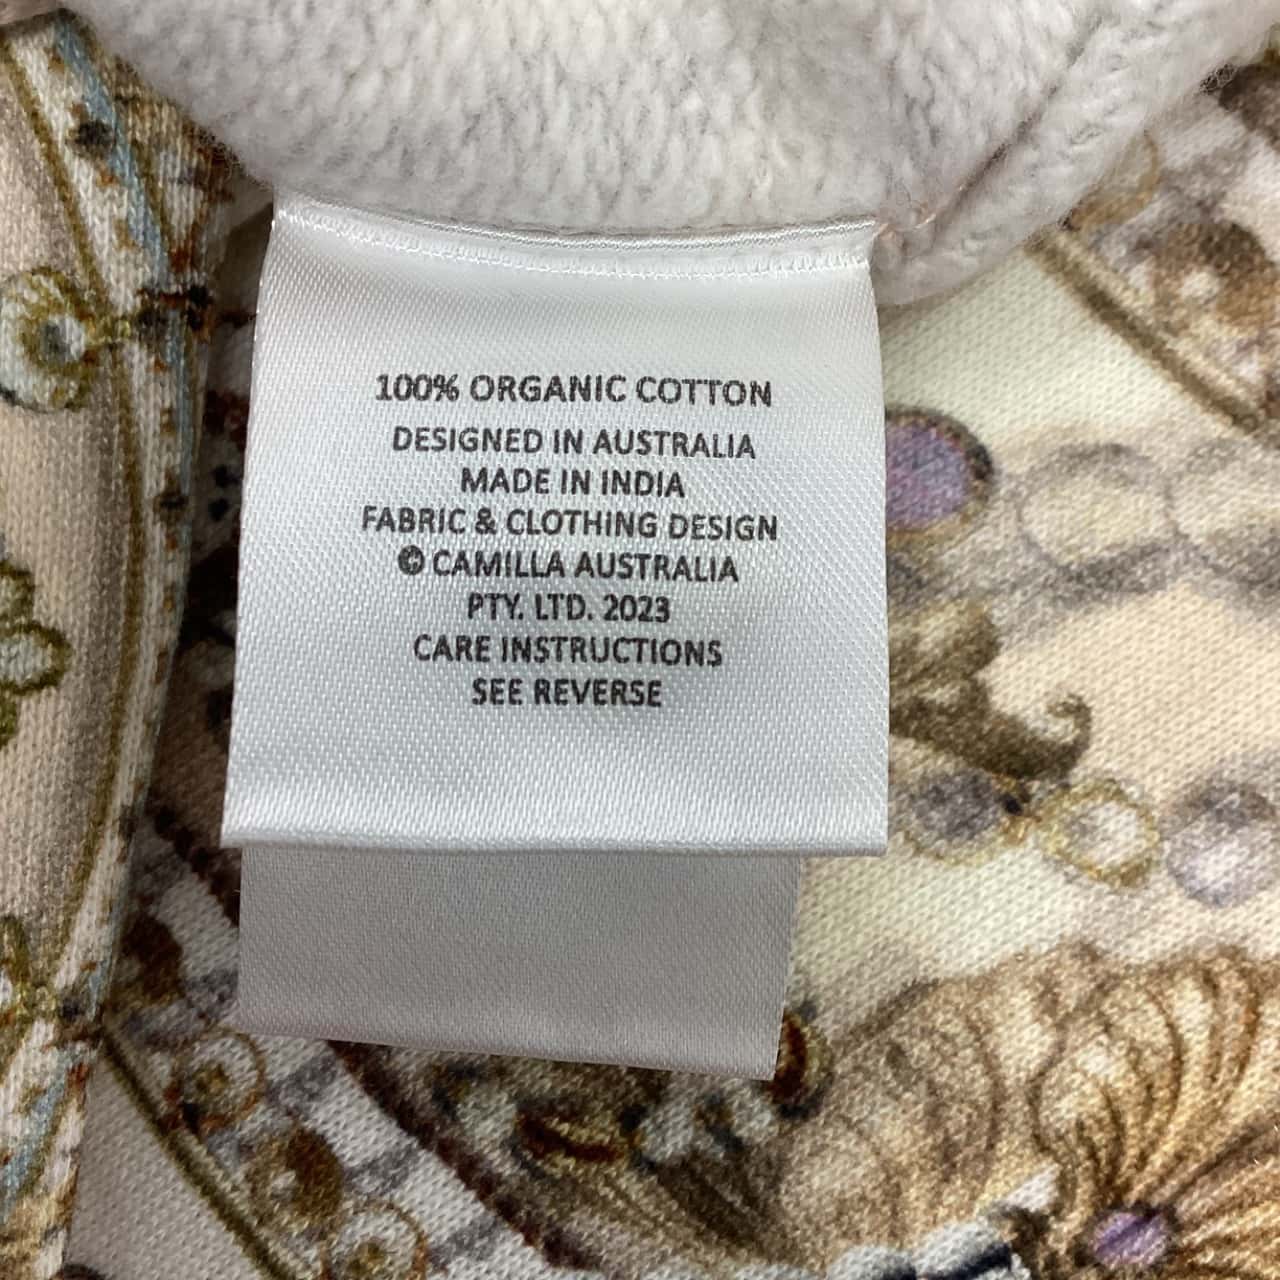 100% ORGANIC COTTON
DESIGNED IN AUSTRALIA
MADE IN INDIA
FABRIC & CLOTHING DESIGN
© CAMILLA AUSTRALIA
PTY. LTD. 2023
CARE INSTRUCTIONS
SEE REVERSE